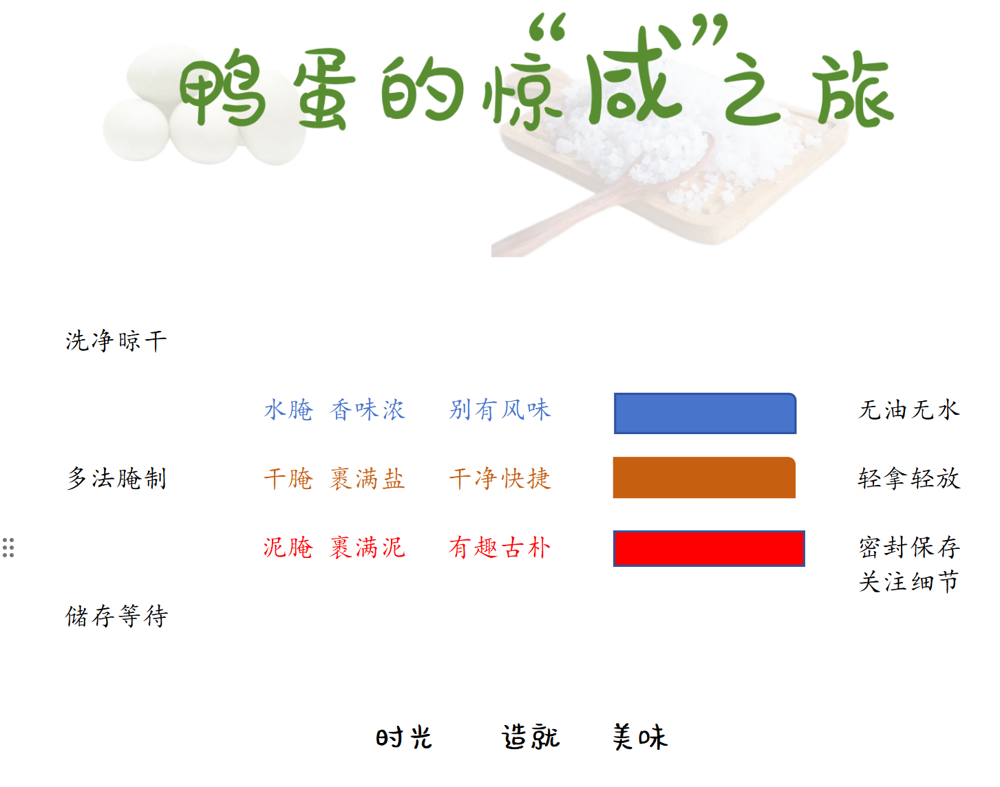 鸭蛋的惊“咸”之旅
洗净晾干
水腌 香味浓 别有风味 无油无水
多法腌制 干腌 裹满盐 干净快捷 轻拿轻放
泥腌 裹满泥 有趣古朴 密封保存
关注细节
储存等待
时光 造就 美味